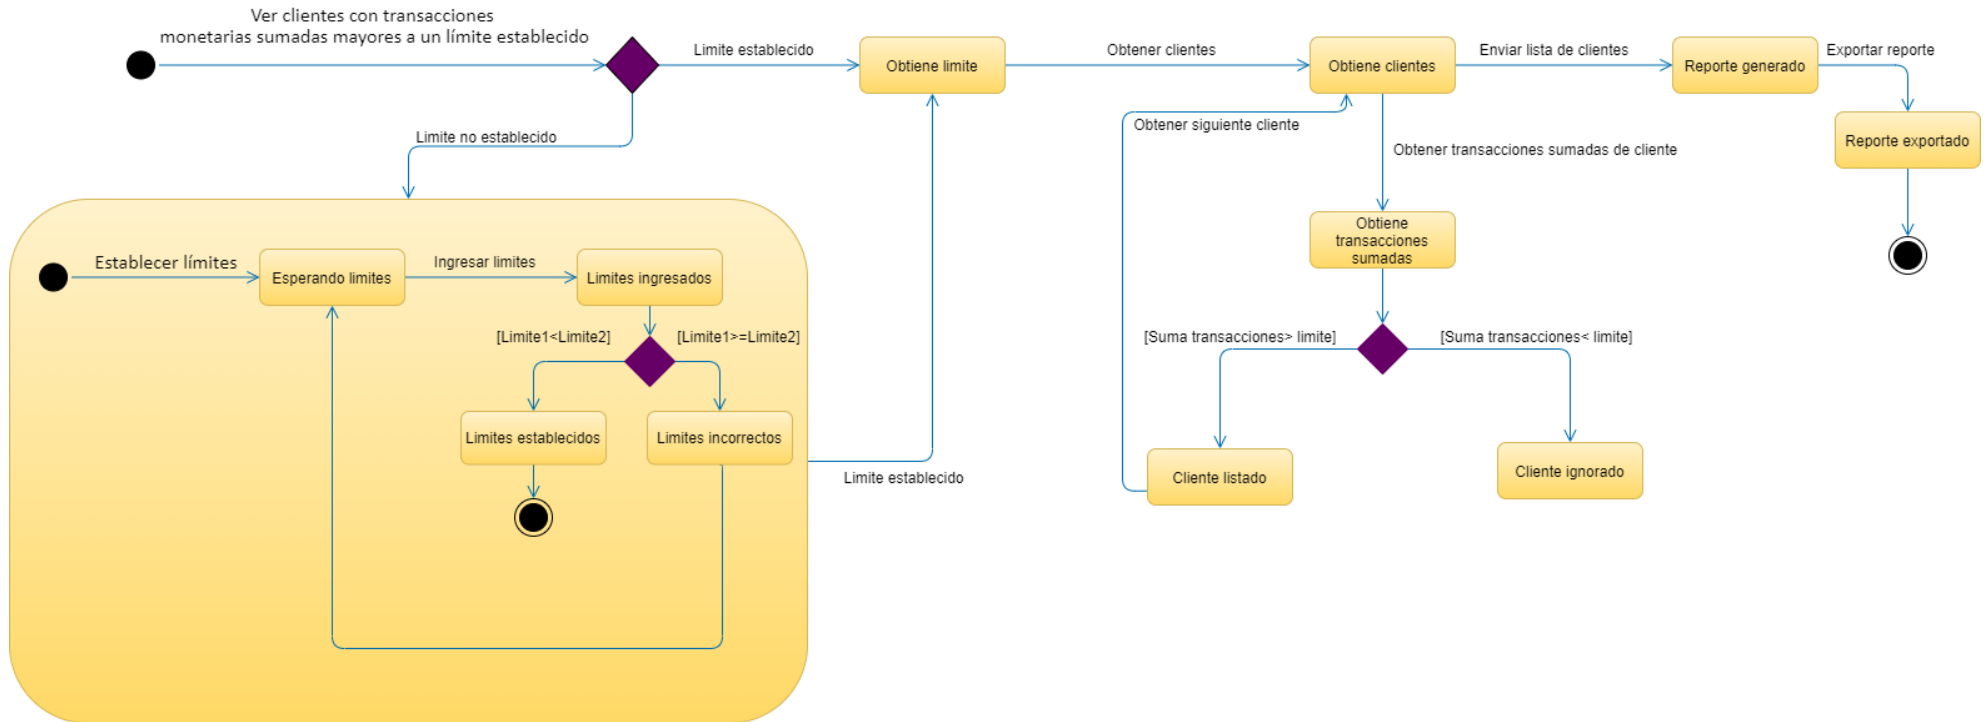 Ver clientes con transacciones
monetarias sumadas mayores a un límite establecido
Limite establecido
Obtiene limite
Obtener clientes
Obtiene clientes
Enviar lista de clientes
Reporte generado
Exportar reporte
Limite no establecido
Obtener siguiente cliente
Obtener transacciones sumadas de cliente
Reporte exportado
Obtiene
transacciones
sumadas
Establecer límites
Esperando limites
Ingresar limites
Limites ingresados
[Limite1<Limite2]
[Limite1>=Limite2]
[Suma transacciones> limite]
[Suma transacciones< limite]
Limites establecidos
Limites incorrectos
Limite establecido
Cliente listado
Cliente ignorado